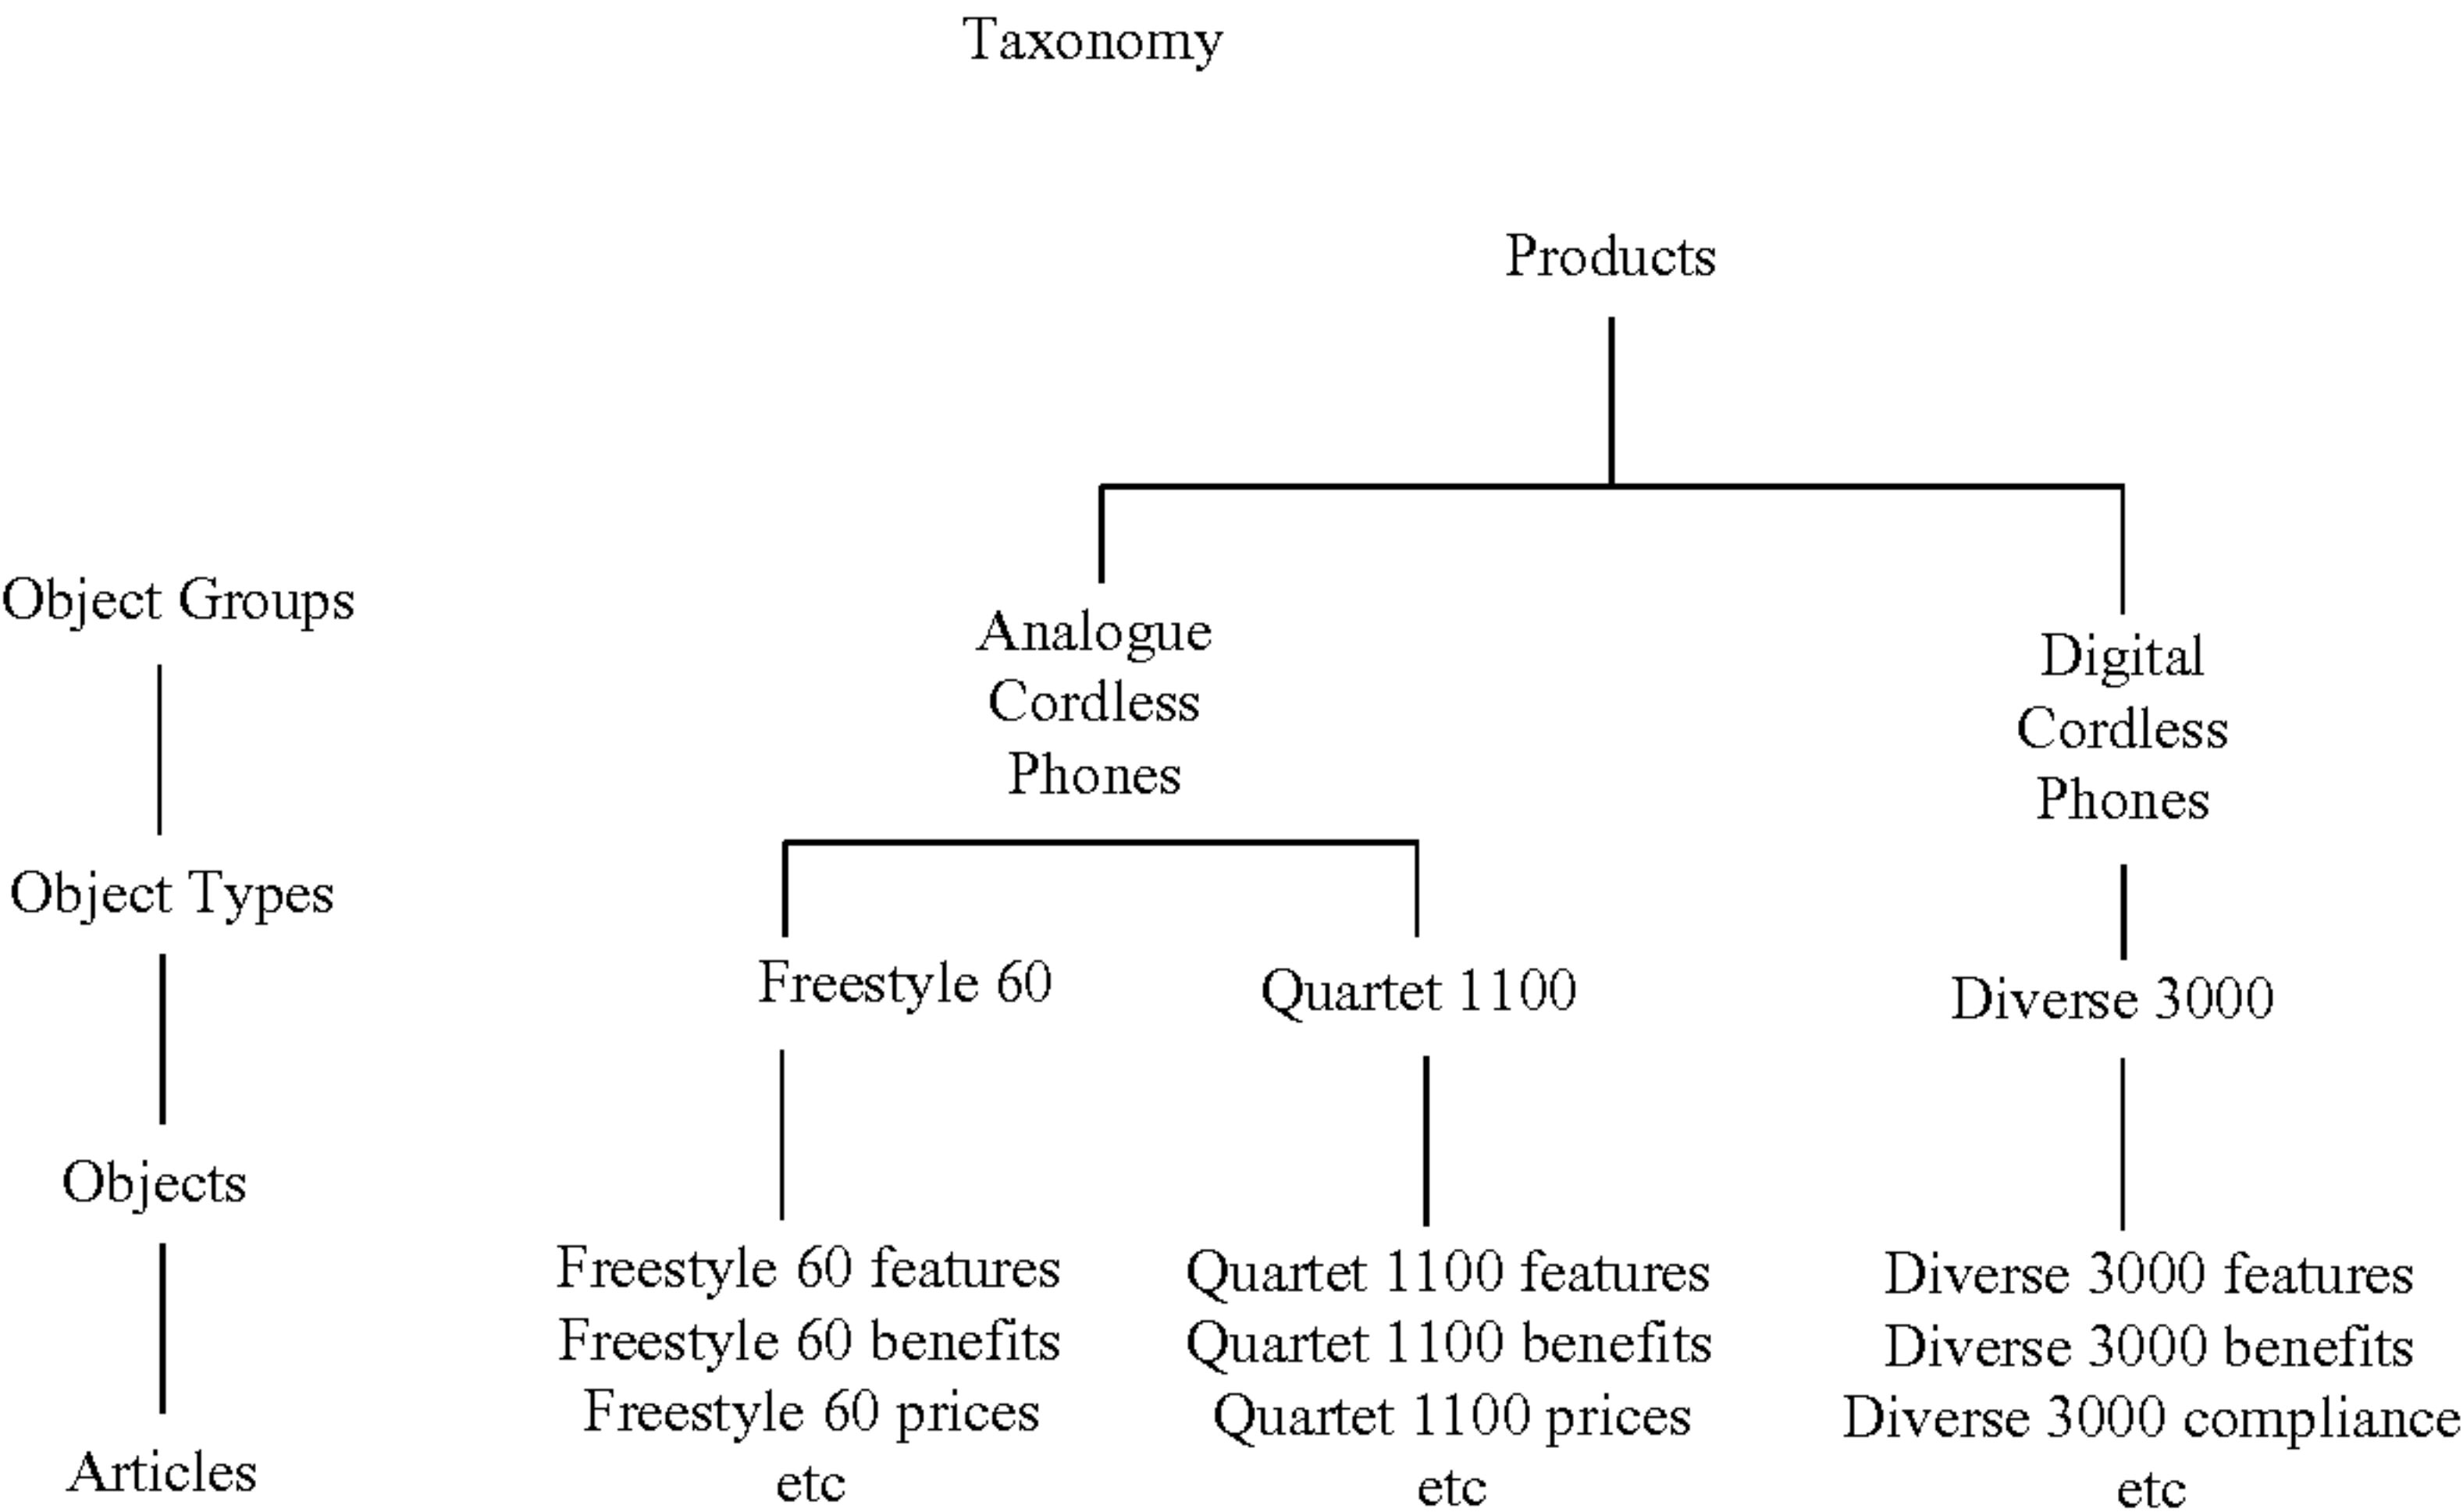 Taxonomy
Products
Object Groups
Object Types
Objects
Articles
Analogue
Cordless
Phones
Digital
Cordless
Phones
Freestyle 60
Quartet 1100
Diverse 3000
Freestyle 60 features
Freestyle 60 benefits
Freestyle 60 prices
etc
Quartet 1100 features
Quartet 1100 benefits
Quartet 1100 prices
etc
Diverse 3000 features
Diverse 3000 benefits
Diverse 3000 compliance
etc